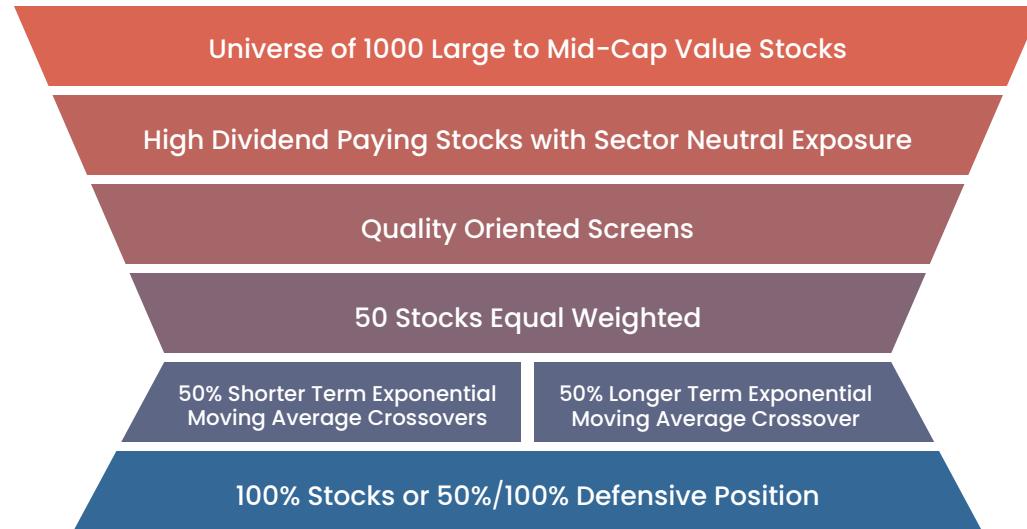 Universe of 1000 Large to Mid-Cap Value Stocks
High Dividend Paying Stocks with Sector Neutral Exposure
Quality Oriented Screens
50 Stocks Equal Weighted
50% Shorter Term Exponential
Moving Average Crossovers
50% Longer Term Exponential
Moving Average Crossover
100% Stocks or 50%/100% Defensive Position